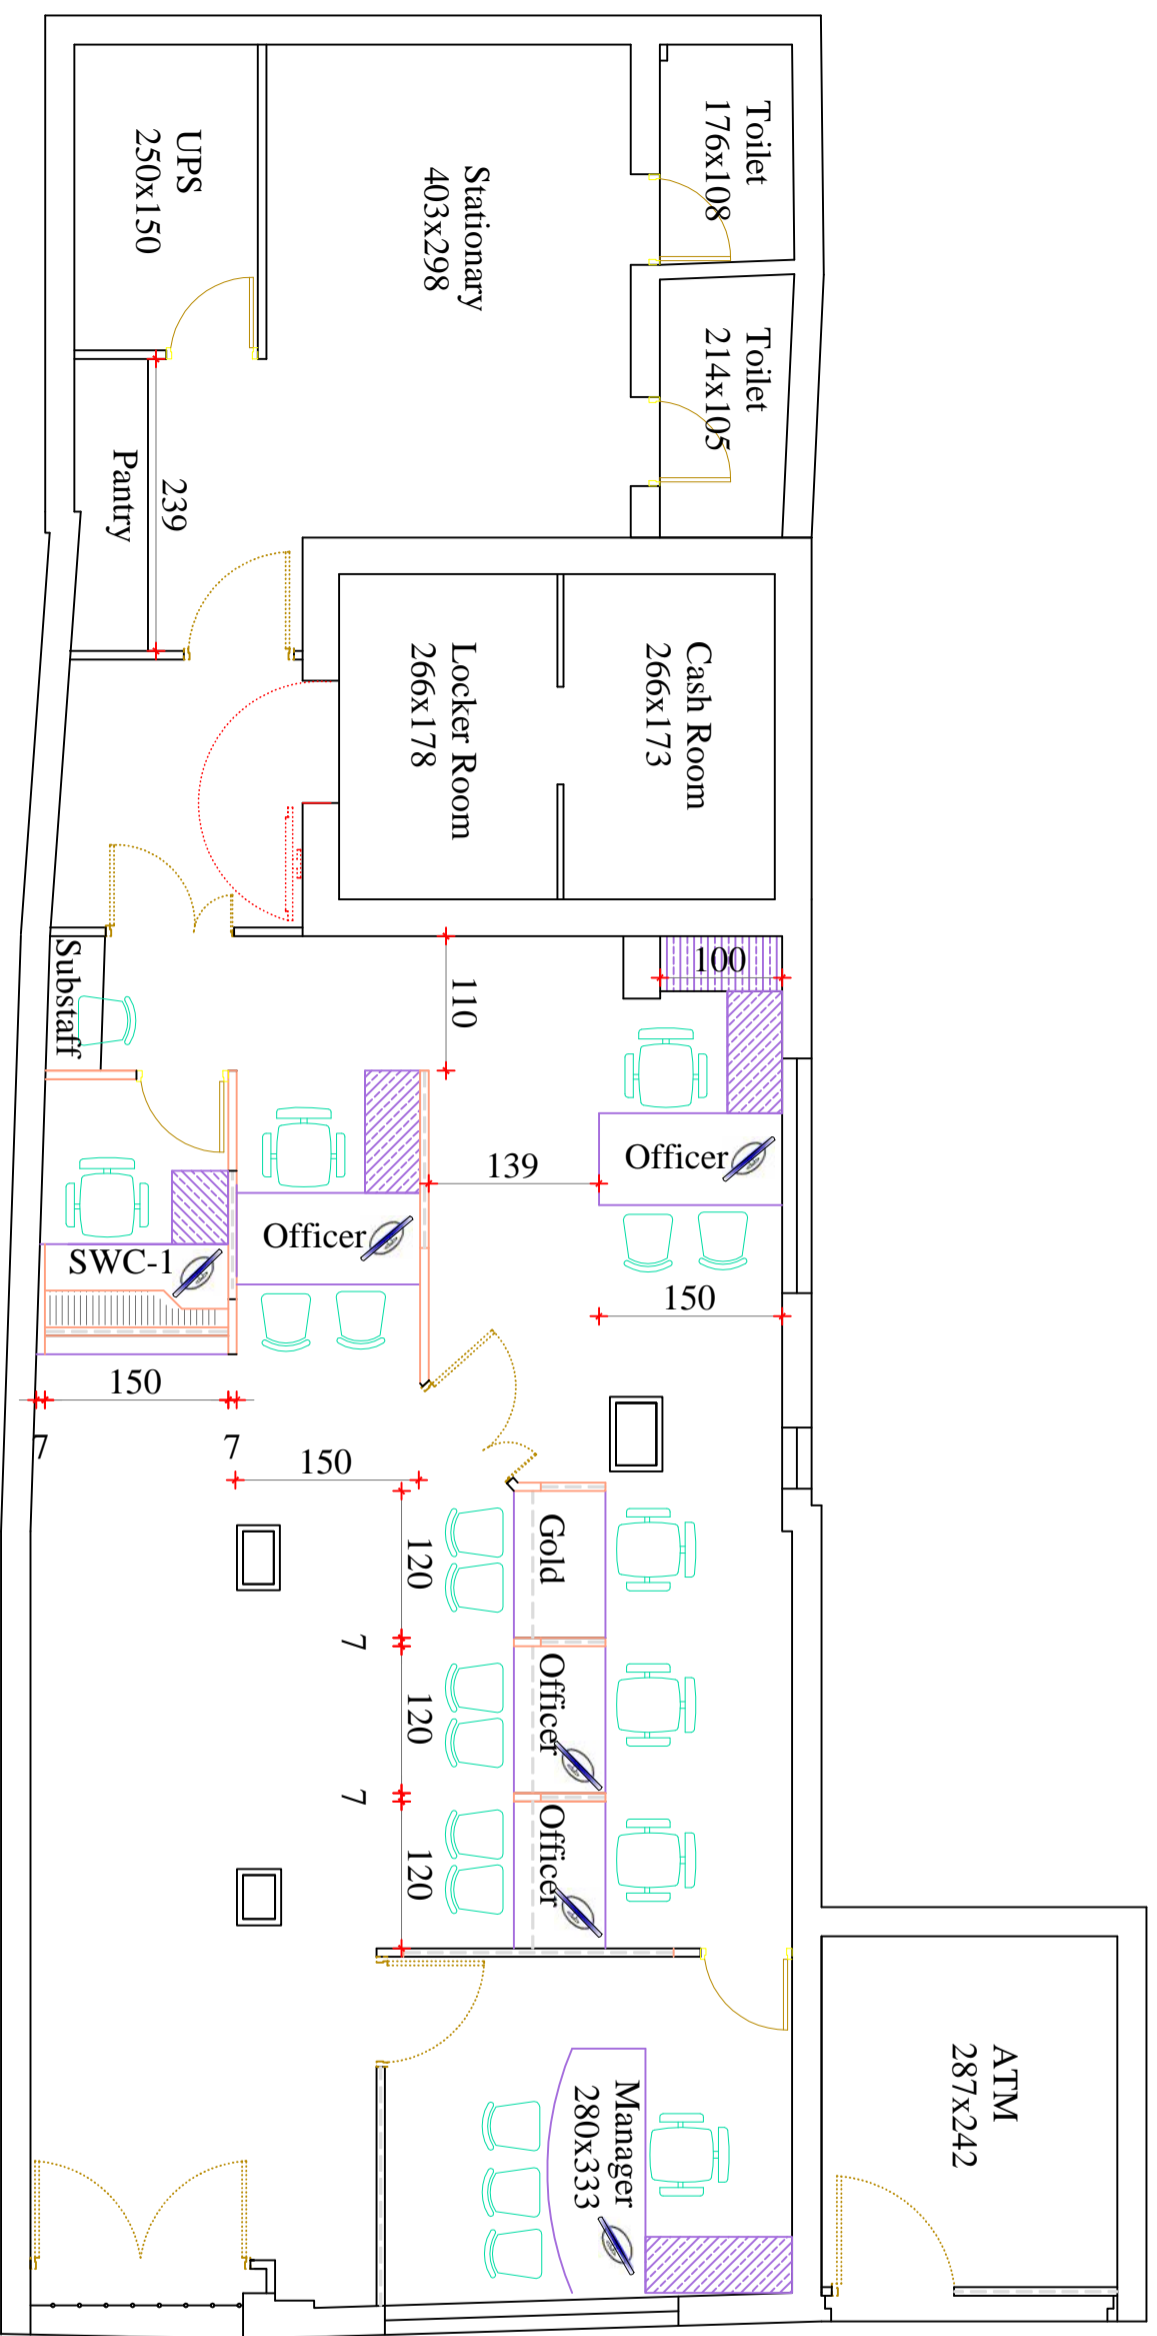 Toilet
176x108
Toilet
214x105
UPS
250x150
Stationary
403x298
Pantry
239
Cash Room
266x173
Locker Room
266x178
Substaff
110
100
Officer
139
Officer
SWC-1
150
150
7
7
150
Gold
120
7
Officer
120
7
Officer
120
Manager
280x333
ATM
287x242